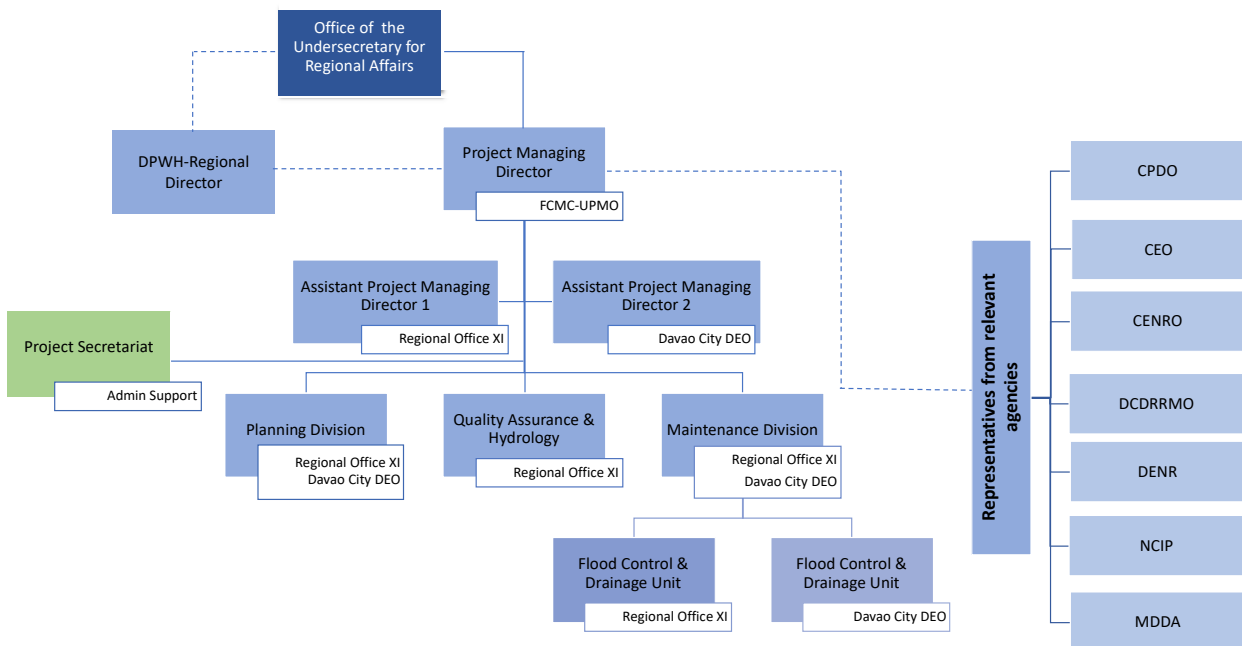 Office of the
Undersecretary for
Regional Affairs
DPWH-Regional
Director
Project Managing
Director
FCMC-UPMO
Assistant Project Managing
Director 1
Regional Office XI
Assistant Project Managing
Director 2
Davao City DEO
Project Secretariat
Admin Support
Planning Division
Regional Office XI
Davao City DEO
Quality Assurance &
Hydrology
Regional Office XI
Maintenance Division
Regional Office XI
Davao City DEO
Flood Control &
Drainage Unit
Regional Office XI
Flood Control &
Drainage Unit
Davao City DEO
Representatives from relevant
agencies
CPDO
CEO
CENRO
DCDRRMO
DENR
NCIP
MDDA